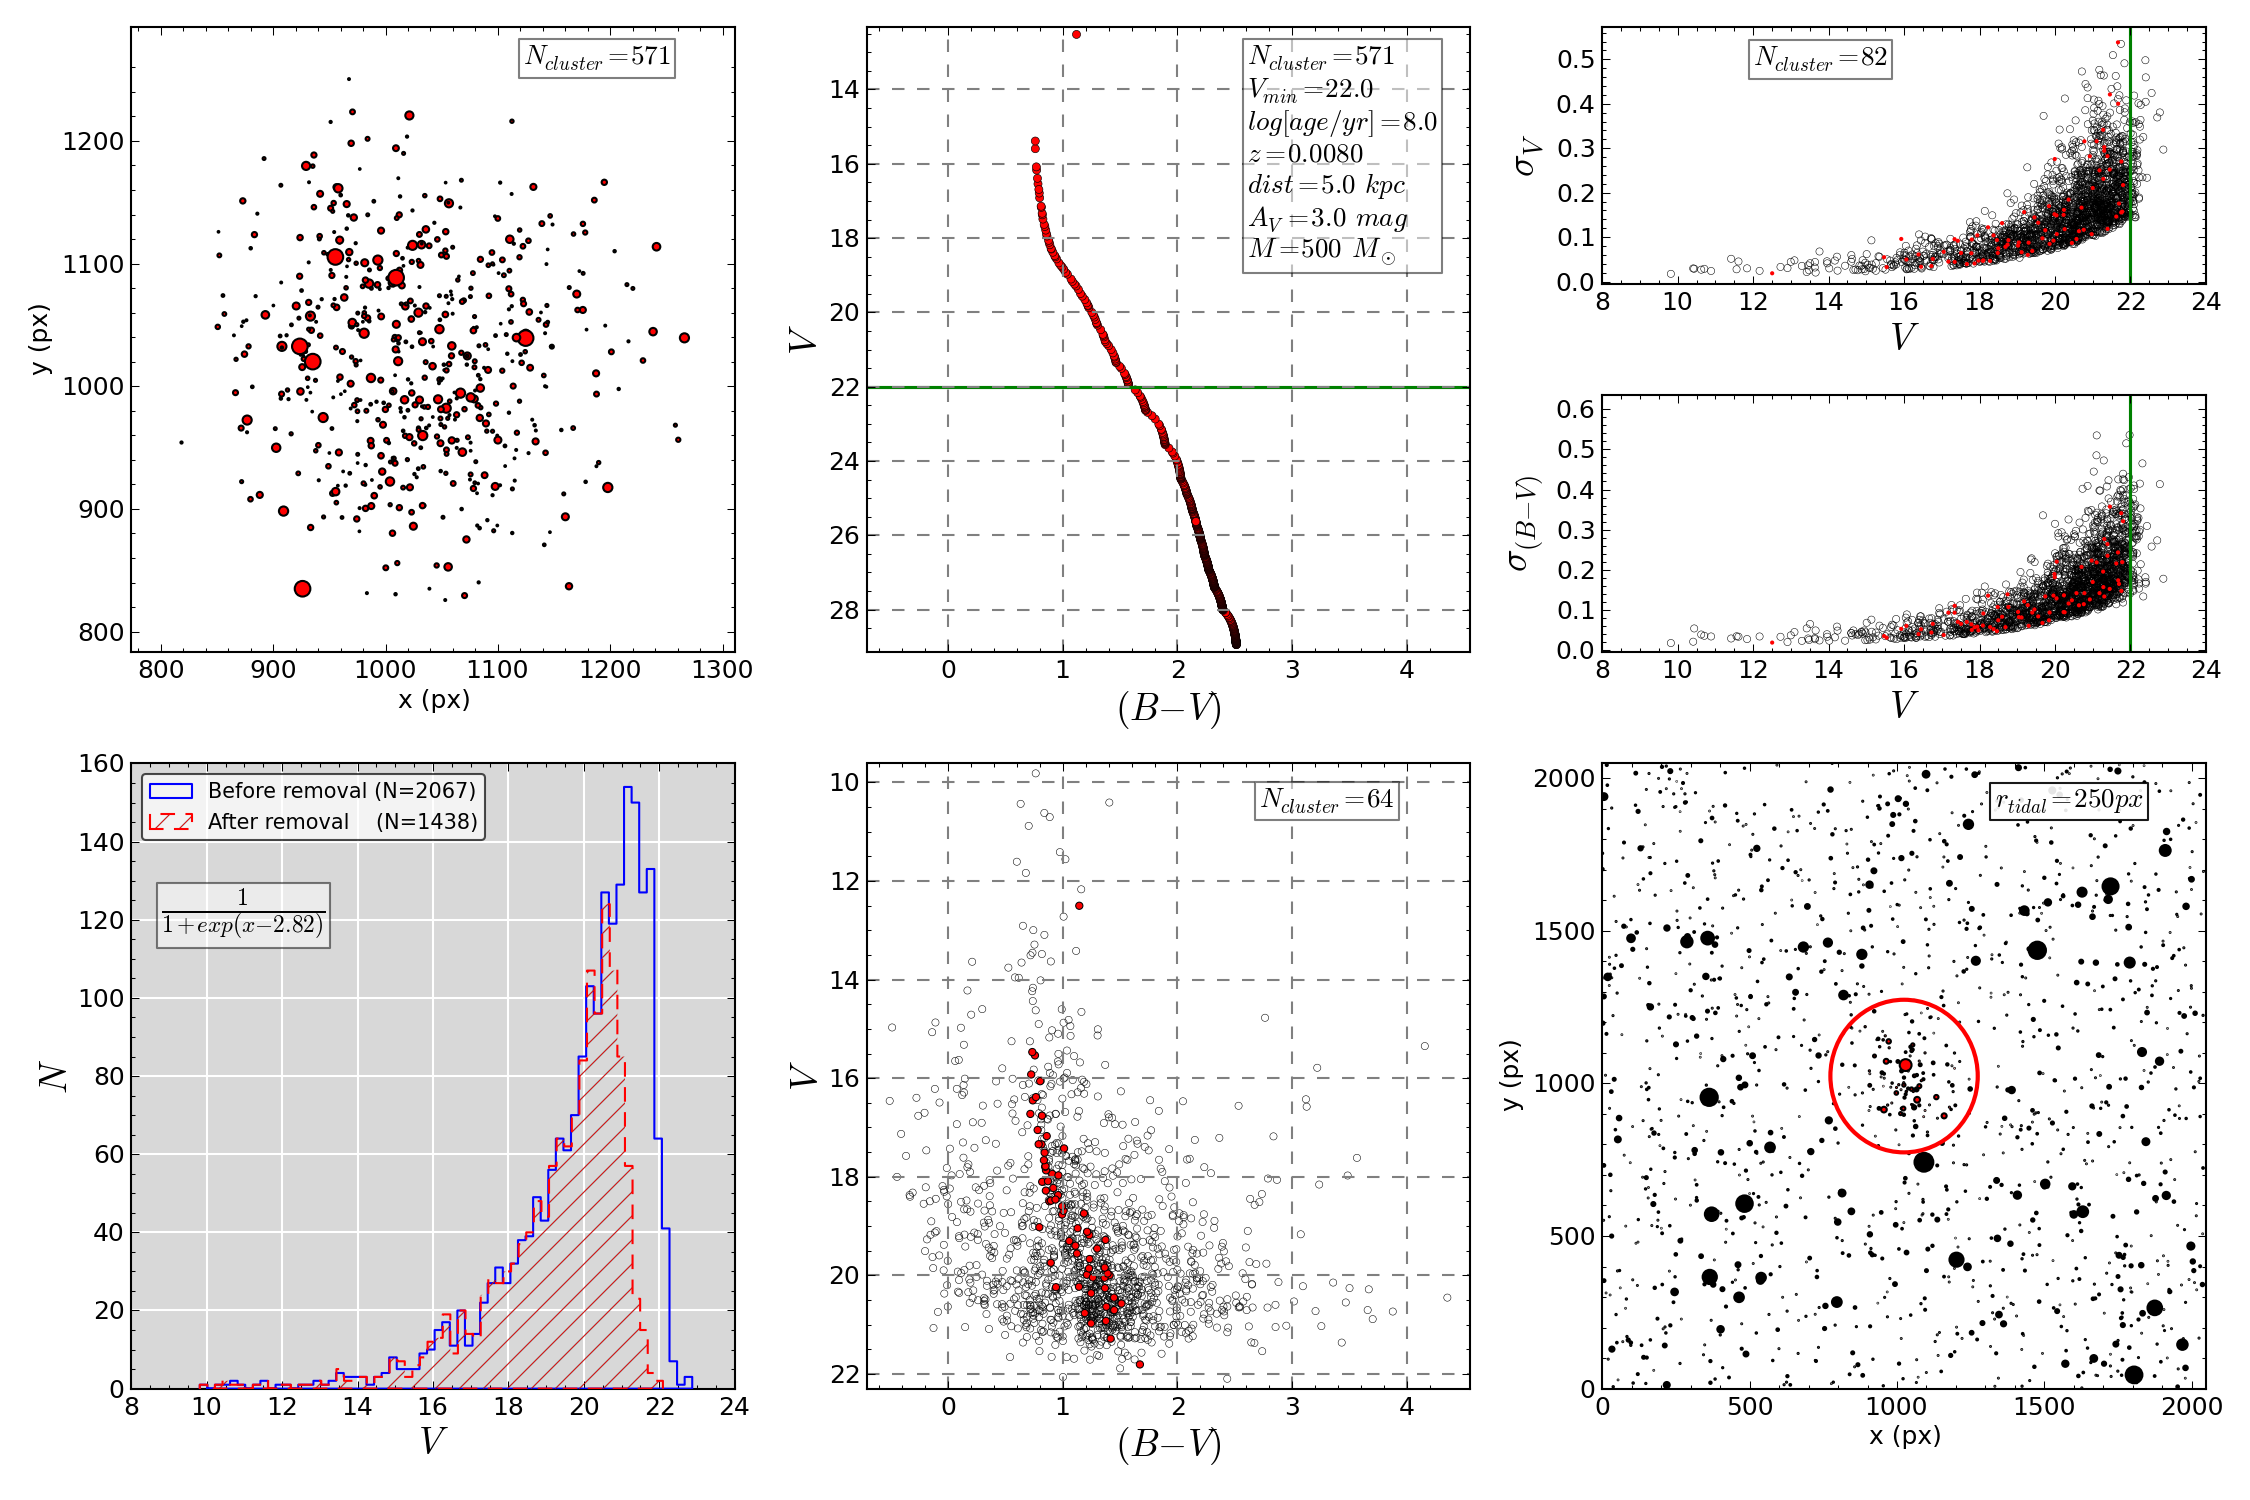 N_cluster=571
1200
1100
1000
900
800
y (px)
800 900 1000 1100 1200 1300
x (px)
N_cluster=571
V_min=22.0
log[age/yr]=8.0
z=0.0080
dist=5.0 kpc
A_V=3.0 mag
M=500 M_⊙
14
16
18
20
22
24
26
28
V
0 1 2 3 4
(B−V)
N_cluster=82
0.5
0.4
0.3
0.2
0.1
0.0
σ_V
8 10 12 14 16 18 20 22 24
V
0.6
0.5
0.4
0.3
0.2
0.1
0.0
σ_(B−V)
8 10 12 14 16 18 20 22 24
V
160
140
120
100
80
60
40
20
0
N
Before removal (N=2067)
After removal (N=1438)
1
1+exp(x−2.82)
8 10 12 14 16 18 20 22 24
V
N_cluster=64
10
12
14
16
18
20
22
V
0 1 2 3 4
(B−V)
r_tidal=250px
2000
1500
1000
500
0
y (px)
0 500 1000 1500 2000
x (px)